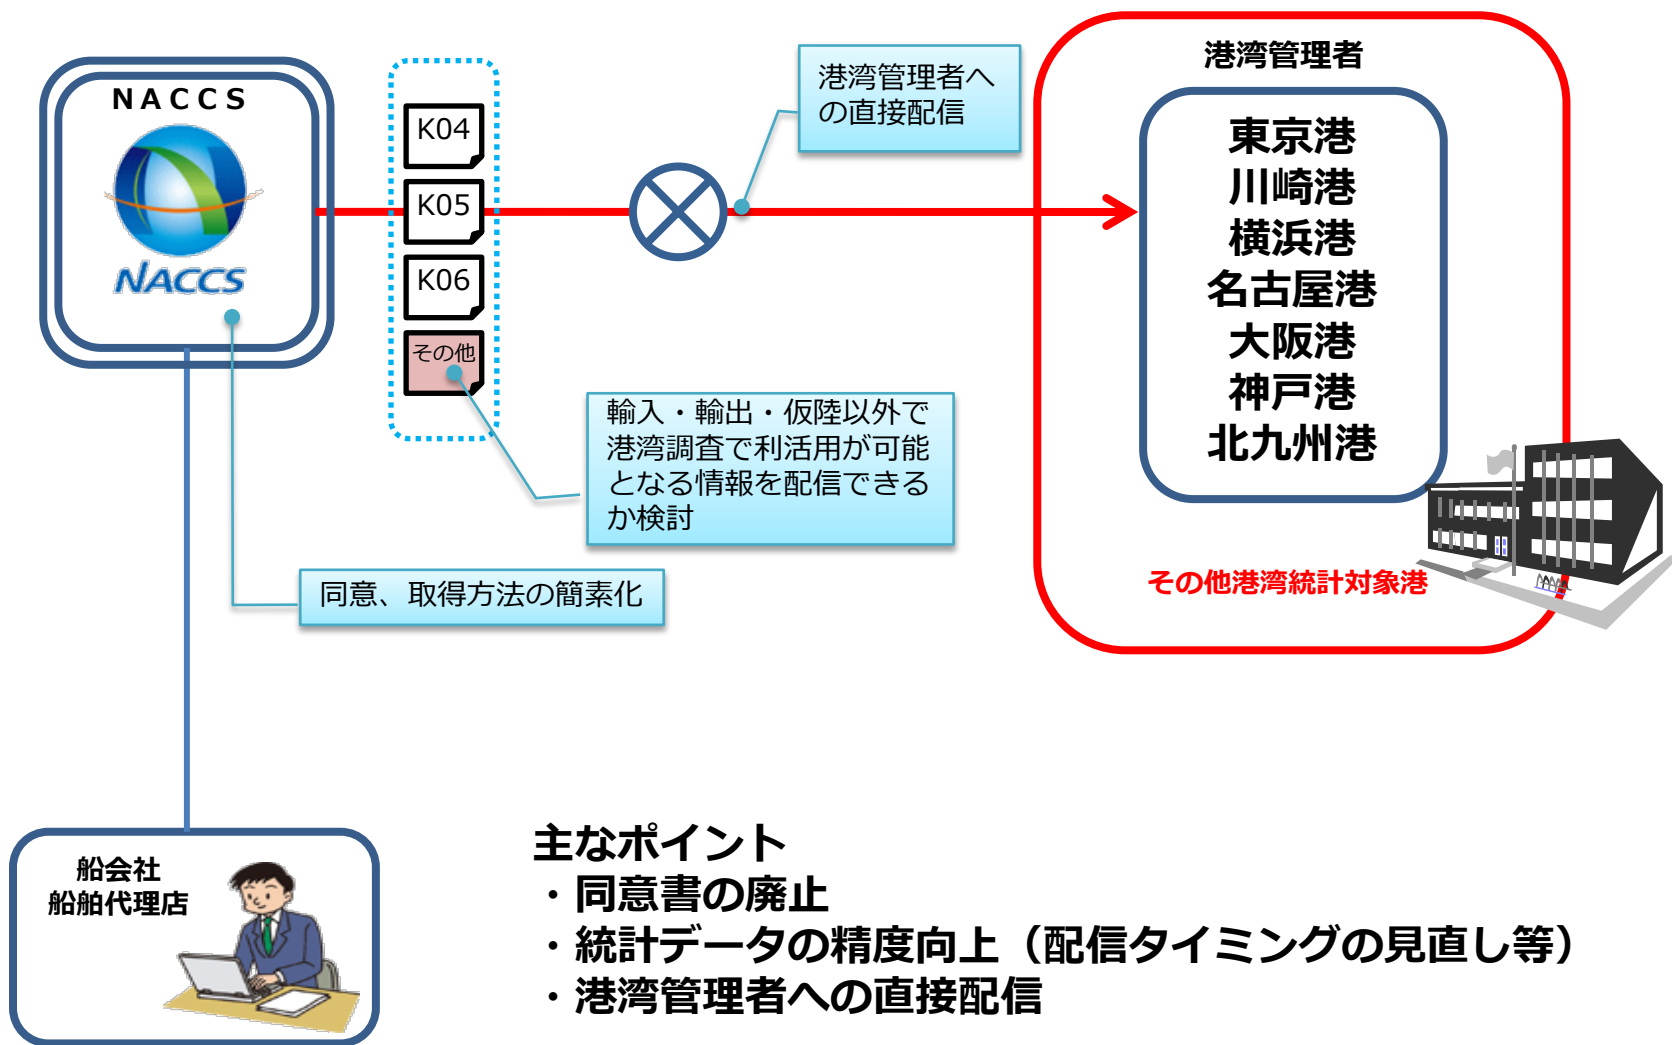 ＮＡＣＣＳ
NACCS
K04
K05
K06
その他
港湾管理者へ
の直接配信
港湾管理者
東京港
川崎港
横浜港
名古屋港
大阪港
神戸港
北九州港
その他港湾統計対象港
輸入・輸出・仮陸以外で
港湾調査で利活用が可能
となる情報を配信できる
か検討
同意、取得方法の簡素化
船会社
船舶代理店
主なポイント
・同意書の廃止
・統計データの精度向上（配信タイミングの見直し等）
・港湾管理者への直接配信